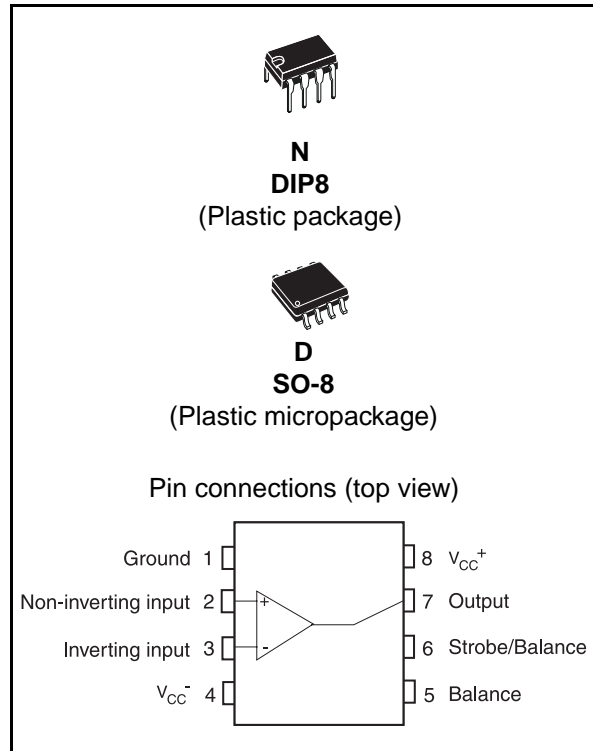 N
DIP8
(Plastic package)
D
SO-8
(Plastic micropackage)
Pin connections (top view)
Ground 1
8 VCC+
Non-inverting input 2
+
7 Output
Inverting input 3
-
6 Strobe/Balance
VCC- 4
5 Balance